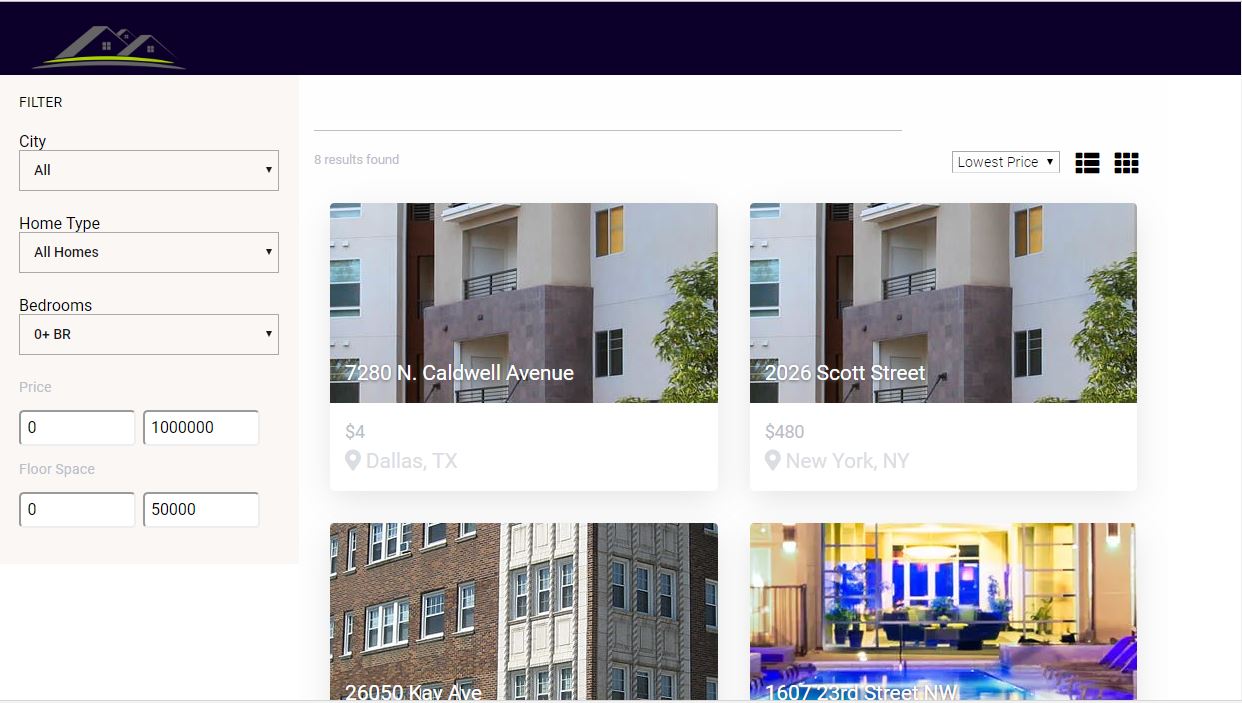 FILTER
City
All
Home Type
All Homes
Bedrooms
0+ BR
Price
0 1000000
Floor Space
0 50000
8 results found
Lowest Price
7280 N. Caldwell Avenue
$4
Dallas, TX
2026 Scott Street
$480
New York, NY
26050 Kay Ave
1607 23rd Street NW